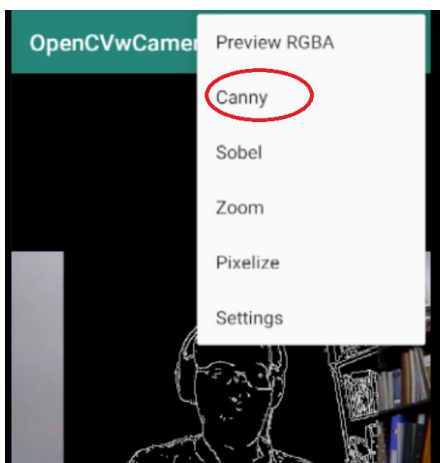 OpenCVwCamer
Preview RGBA
Canny
Sobel
Zoom
Pixelize
Settings